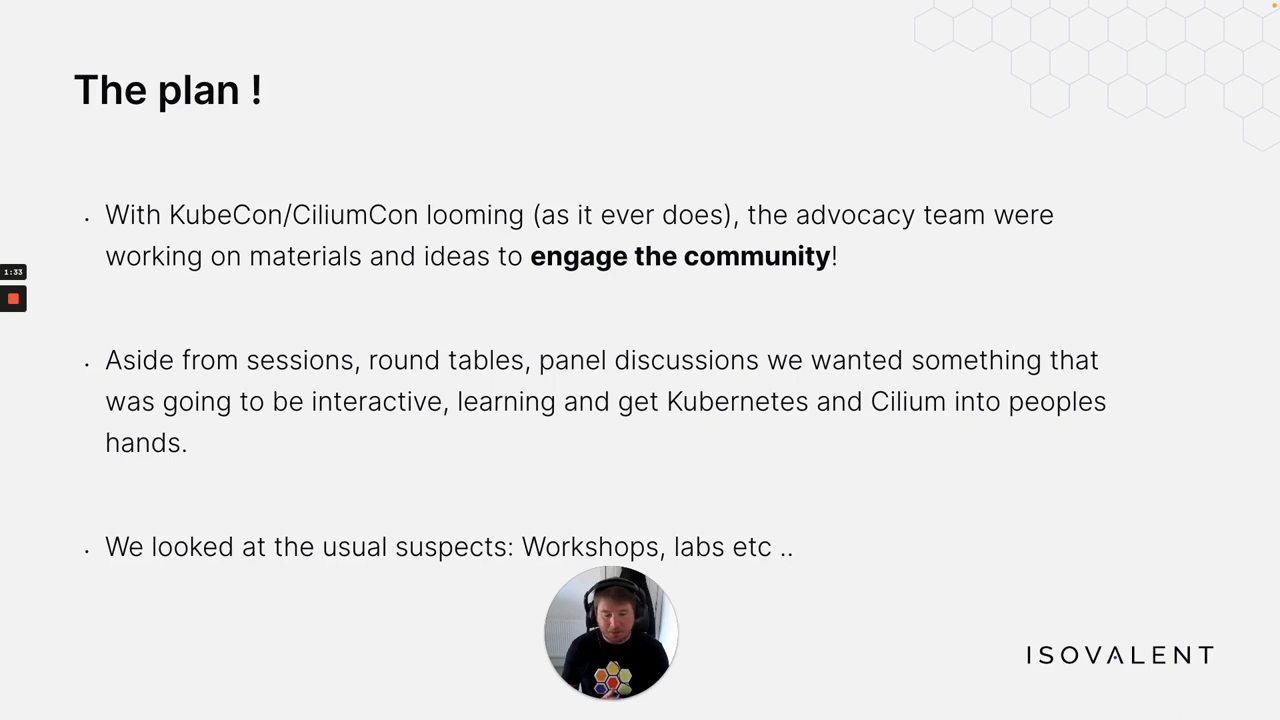 The plan !
With KubeCon/CiliumCon looming (as it ever does), the advocacy team were
working on materials and ideas to engage the community!
1:33
Aside from sessions, round tables, panel discussions we wanted something that
was going to be interactive, learning and get Kubernetes and Cilium into peoples
hands.
We looked at the usual suspects: Workshops, labs etc ..
ISOVALENT